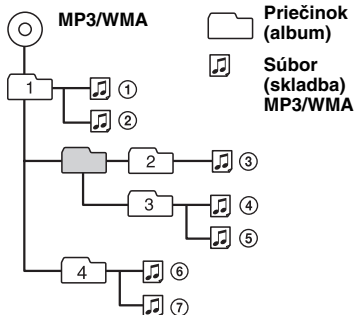 MP3/WMA
Priečinok
(album)
Súbor
(skladba)
MP3/WMA
1
①
②
2
③
3
④
⑤
4
⑥
⑦